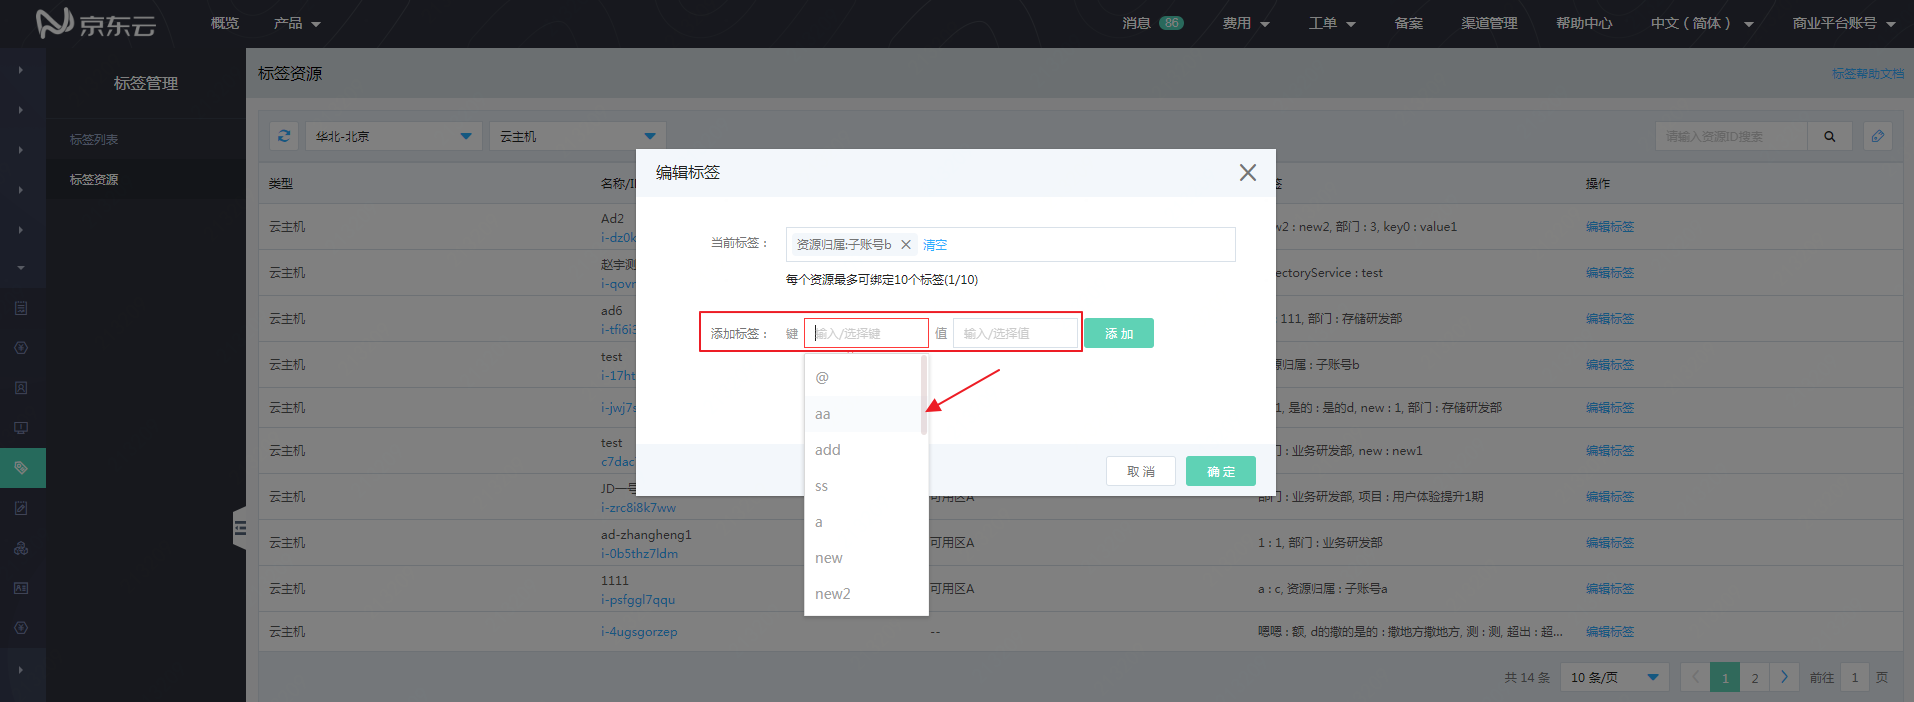 京东云 概览 产品 消息 86 费用 工单 备案 渠道管理 帮助中心 中文（简体） 商业平台账号
标签管理
标签列表
标签资源
标签资源 标签帮助文档
华北-北京 云主机 请输入资源ID搜索
类型 名称/I 签 操作
云主机 Ad2 w2 : new2, 部门 : 3, key0 : value1 编辑标签
i-dz0k
云主机 赵宇测 ectoryService : test 编辑标签
i-qovr
云主机 ad6 111, 部门 : 存储研发部 编辑标签
i-tfi6i3
云主机 test 归属 : 子账号b 编辑标签
i-17ht
云主机 i-jwj7s 1, 是的 : 是的d, new : 1, 部门 : 存储研发部 编辑标签
云主机 test : 业务研发部, new : new1 编辑标签
c7dac
云主机 JD一号 可用区A 部门 : 业务研发部, 项目 : 用户体验提升1期 编辑标签
i-zrc8i8k7ww
云主机 ad-zhangheng1 可用区A 1 : 1, 部门 : 业务研发部 编辑标签
i-0b5thz7ldm
云主机 1111 可用区A a : c, 资源归属 : 子账号a 编辑标签
i-psfggl7qqu
云主机 i-4ugsgorzep -- 嗯嗯 : 额, d的撒的是的 : 撒地方撒地方, 测 : 测, 超出 : 超... 编辑标签
共 14 条 10 条/页 1 2 前往 1 页
编辑标签
当前标签： 资源归属:子账号b 清空
每个资源最多可绑定10个标签(1/10)
添加标签： 键 输入/选择键 值 输入/选择值 添 加
@
aa
add
ss
a
new
new2
取 消 确 定